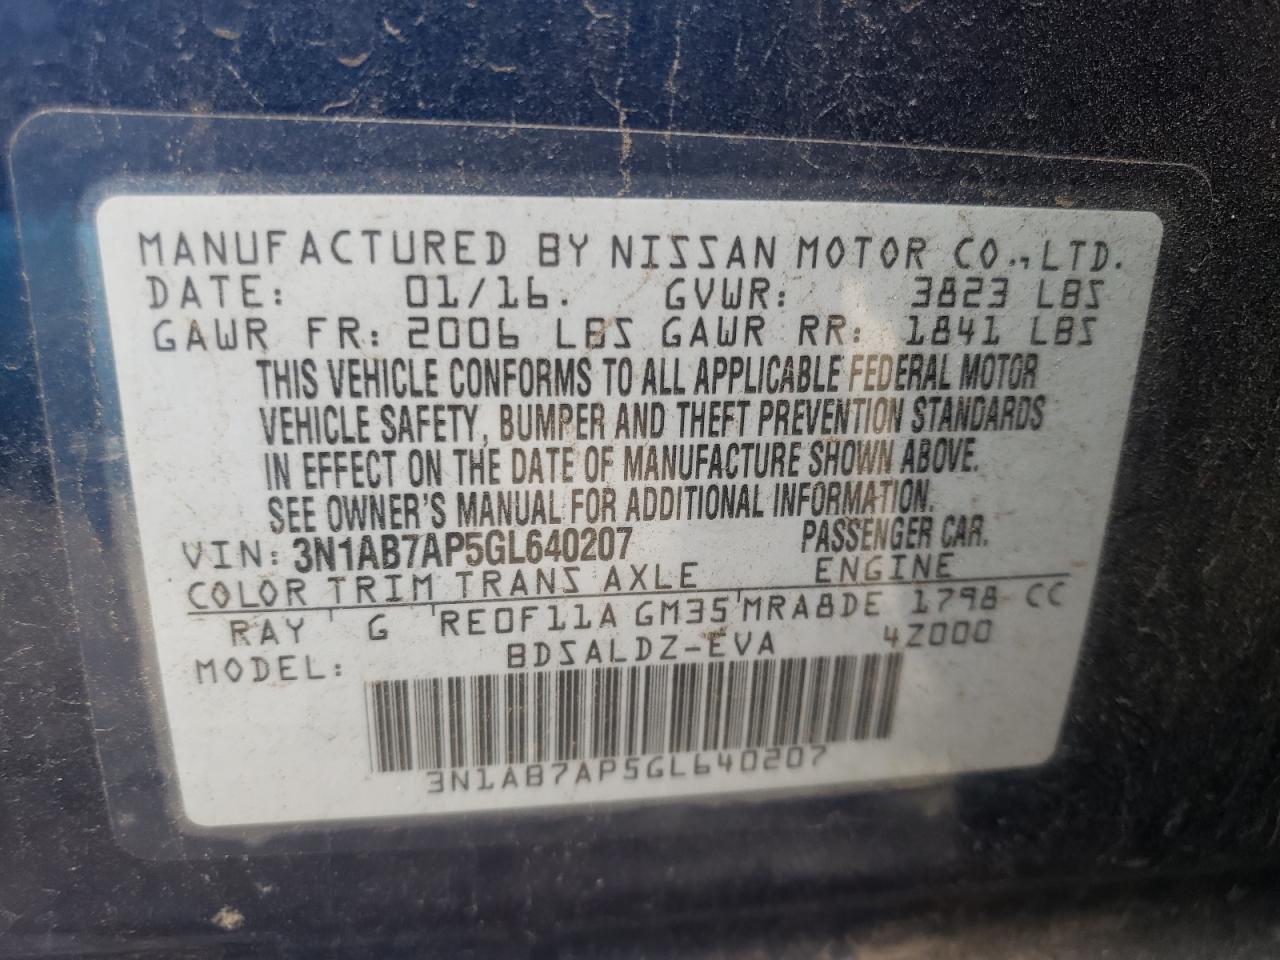 MANUFACTURED BY NISSAN MOTOR CO., LTD.
DATE: 01/16. GVWR: 3823 LBS
GAWR FR: 2006 LBS GAWR RR: 1841 LBS
THIS VEHICLE CONFORMS TO ALL APPLICABLE FEDERAL MOTOR
VEHICLE SAFETY, BUMPER AND THEFT PREVENTION STANDARDS
IN EFFECT ON THE DATE OF MANUFACTURE SHOWN ABOVE.
SEE OWNER'S MANUAL FOR ADDITIONAL INFORMATION.
VIN: 3N1AB7AP5GL640207 PASSENGER CAR.
COLOR TRIM TRANS AXLE ENGINE
RAY G RE0F11A GM35 MRA8DE 1798 CC
MODEL: BDSALDZ-EVA 4Z000
3N1AB7AP5GL640207